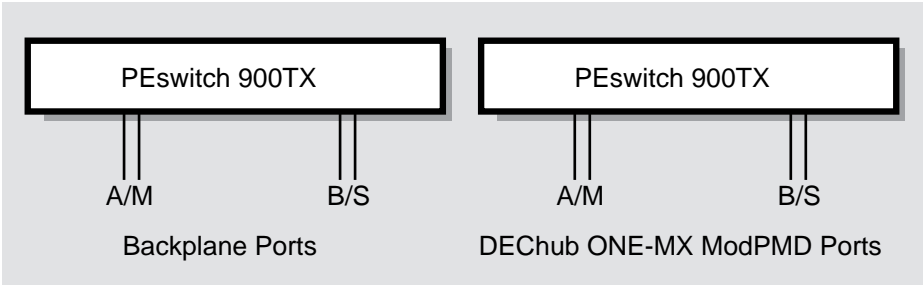 PEswitch 900TX
PEswitch 900TX
A/M
B/S
A/M
B/S
Backplane Ports
DEChub ONE-MX ModPMD Ports